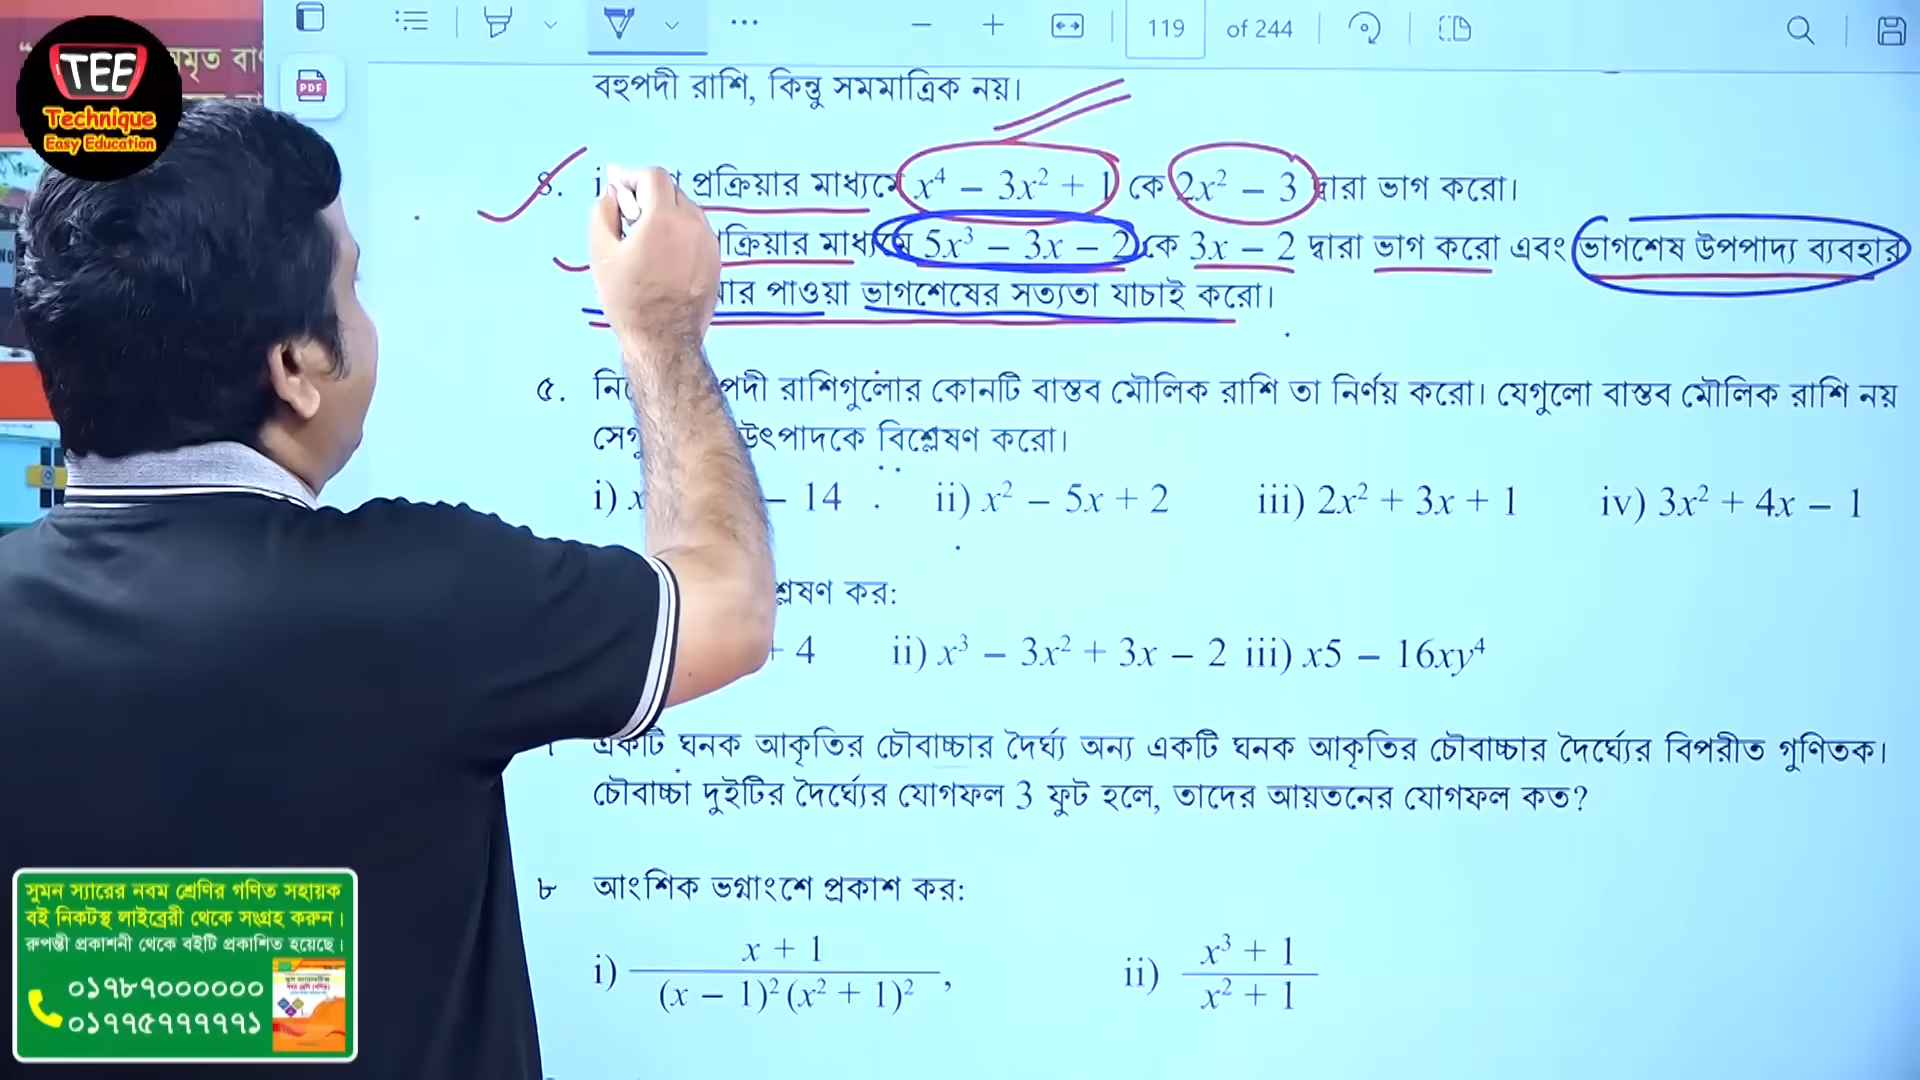 TEE
Technique
Easy Education
মৃত বা
119 of 244
PDF
বহুপদী রাশি, কিন্তু সমমাত্রিক নয়।
৪. i প্রক্রিয়ার মাধ্যমে x⁴ − 3x² + 1 কে 2x² − 3 দ্বারা ভাগ করো।
ক্রিয়ার মাধ্যমে 5x³ − 3x − 2 কে 3x − 2 দ্বারা ভাগ করো এবং ভাগশেষ উপপাদ্য ব্যবহার
আর পাওয়া ভাগশেষের সত্যতা যাচাই করো।
৫. পদী রাশিগুলোর কোনটি বাস্তব মৌলিক রাশি তা নির্ণয় করো। যেগুলো বাস্তব মৌলিক রাশি নয়
সেগু উৎপাদকে বিশ্লেষণ করো।
i) x − 14 ii) x² − 5x + 2 iii) 2x² + 3x + 1 iv) 3x² + 4x − 1
শ্লেষণ কর:
+ 4 ii) x³ − 3x² + 3x − 2 iii) x5 − 16xy⁴
একটি ঘনক আকৃতির চৌবাচ্চার দৈর্ঘ্য অন্য একটি ঘনক আকৃতির চৌবাচ্চার দৈর্ঘ্যের বিপরীত গুণিতক।
চৌবাচ্চা দুইটির দৈর্ঘ্যের যোগফল 3 ফুট হলে, তাদের আয়তনের যোগফল কত?
৮ আংশিক ভগ্নাংশে প্রকাশ কর:
i) (x + 1) / ((x − 1)² (x² + 1)²) , ii) (x³ + 1) / (x² + 1)
সুমন স্যারের নবম শ্রেণির গণিত সহায়ক
বই নিকটস্থ লাইব্রেরী থেকে সংগ্রহ করুন।
রুপন্তী প্রকাশনী থেকে বইটি প্রকাশিত হয়েছে।
০১৭৮৭০০০০০০
০১৭৭৫৭৭৭৭৭১